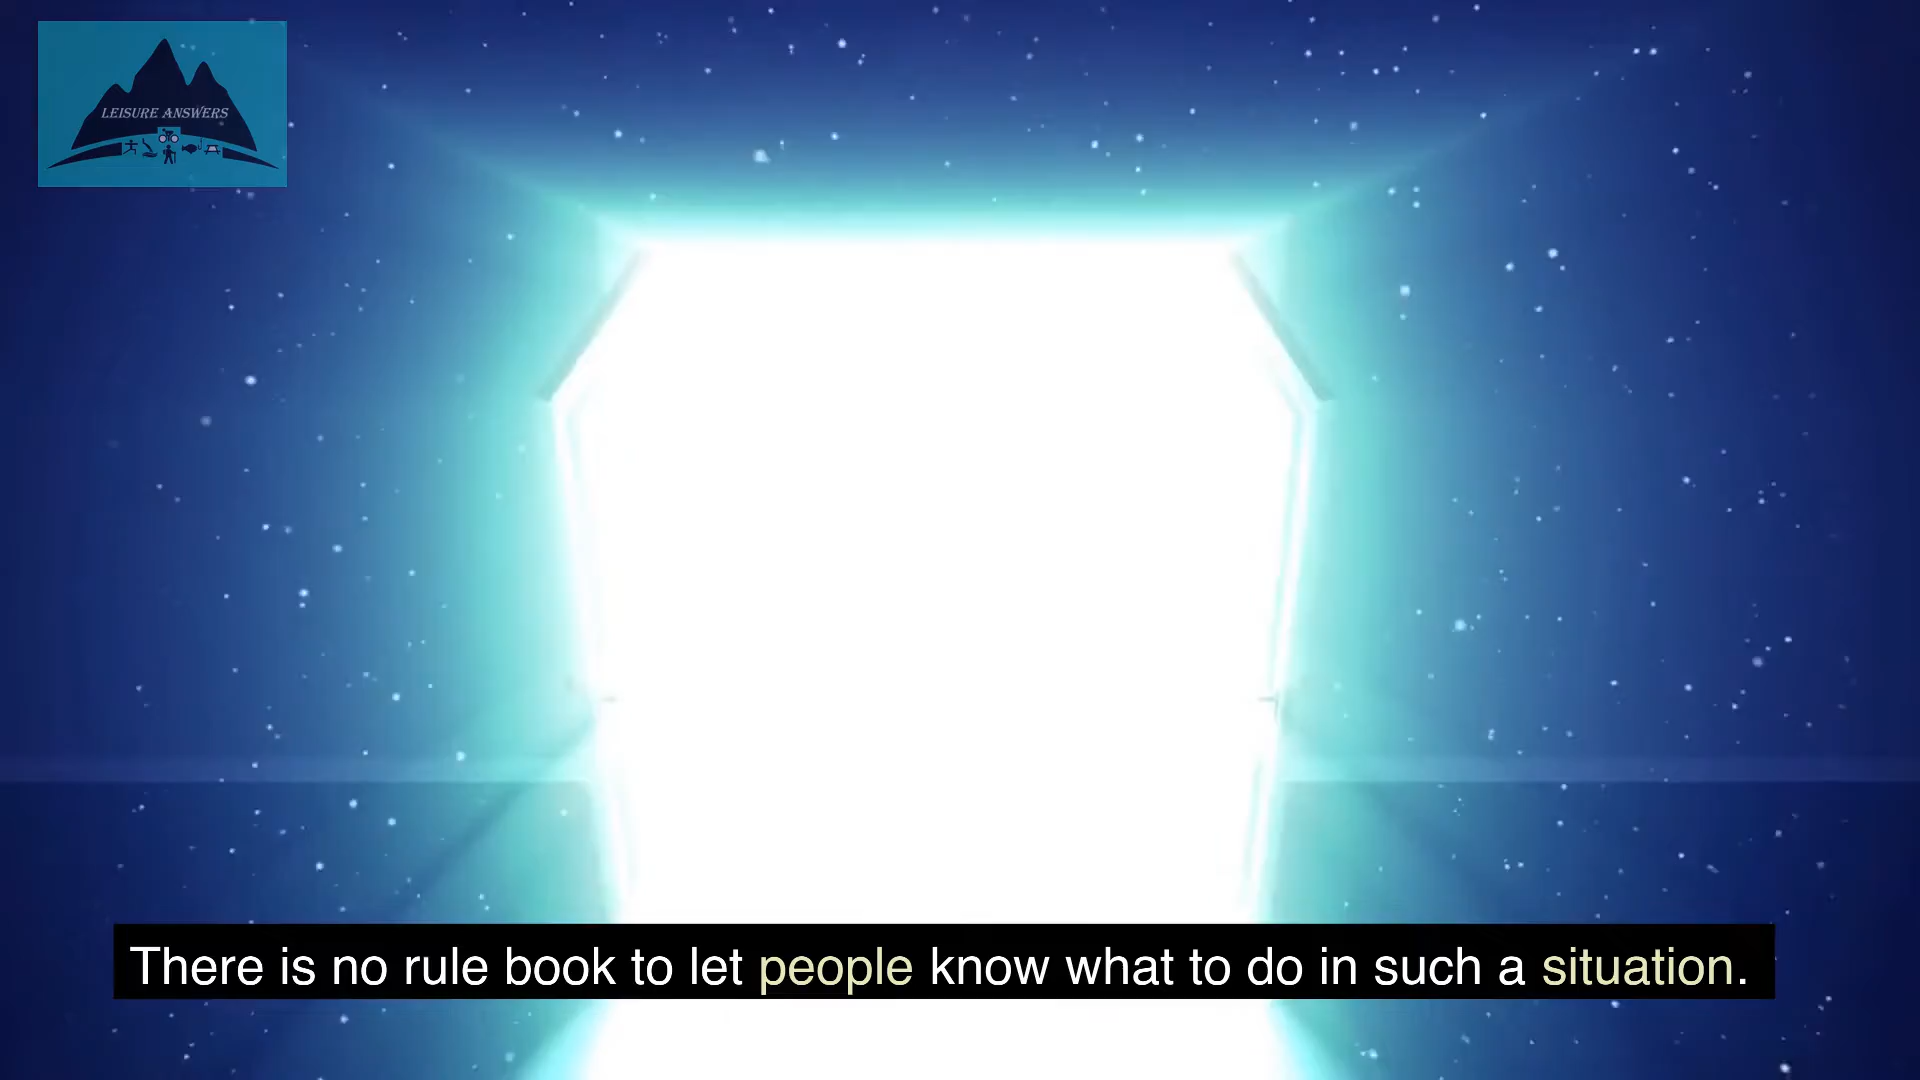 LEISURE ANSWERS
There is no rule book to let people know what to do in such a situation.